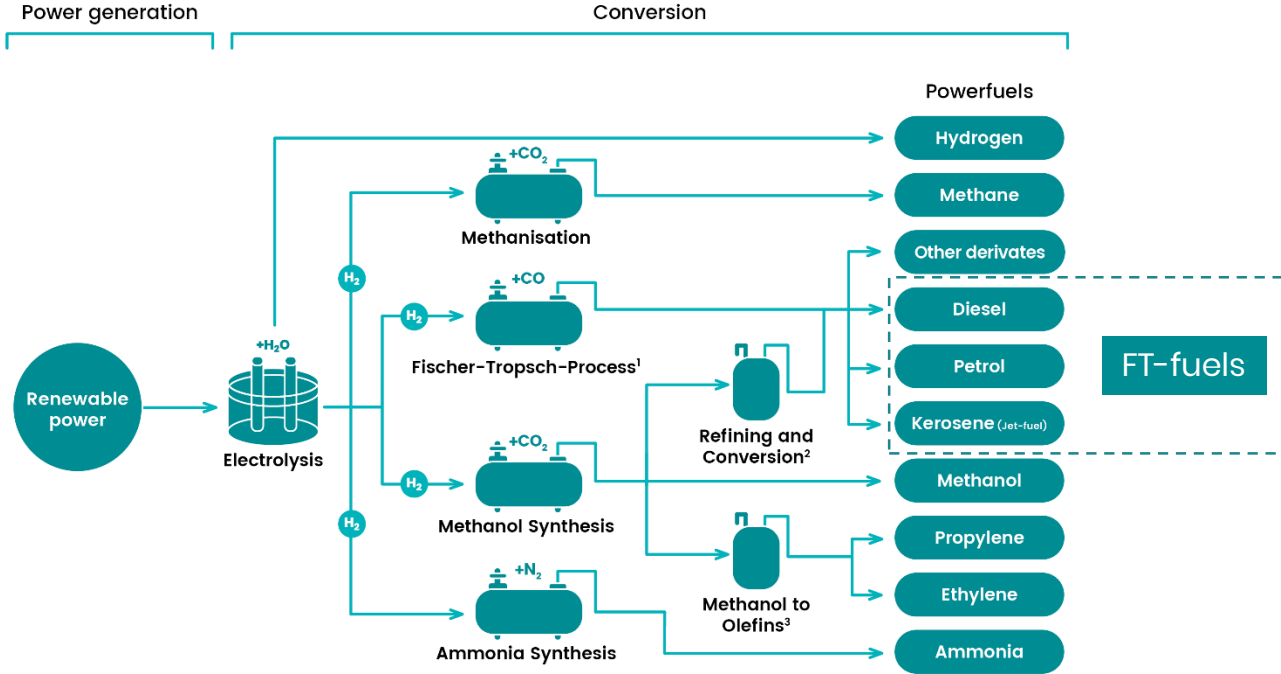 Power generation
Conversion
Powerfuels
Hydrogen
+CO₂
Methane
Methanisation
Other derivates
H₂
+CO
Diesel
H₂
+H₂O
Fischer-Tropsch-Process¹
Petrol
FT-fuels
Renewable
power
Kerosene (Jet-fuel)
Refining and
Conversion²
+CO₂
Electrolysis
H₂
Methanol
H₂
Methanol Synthesis
Propylene
+N₂
Methanol to
Olefins³
Ethylene
Ammonia Synthesis
Ammonia